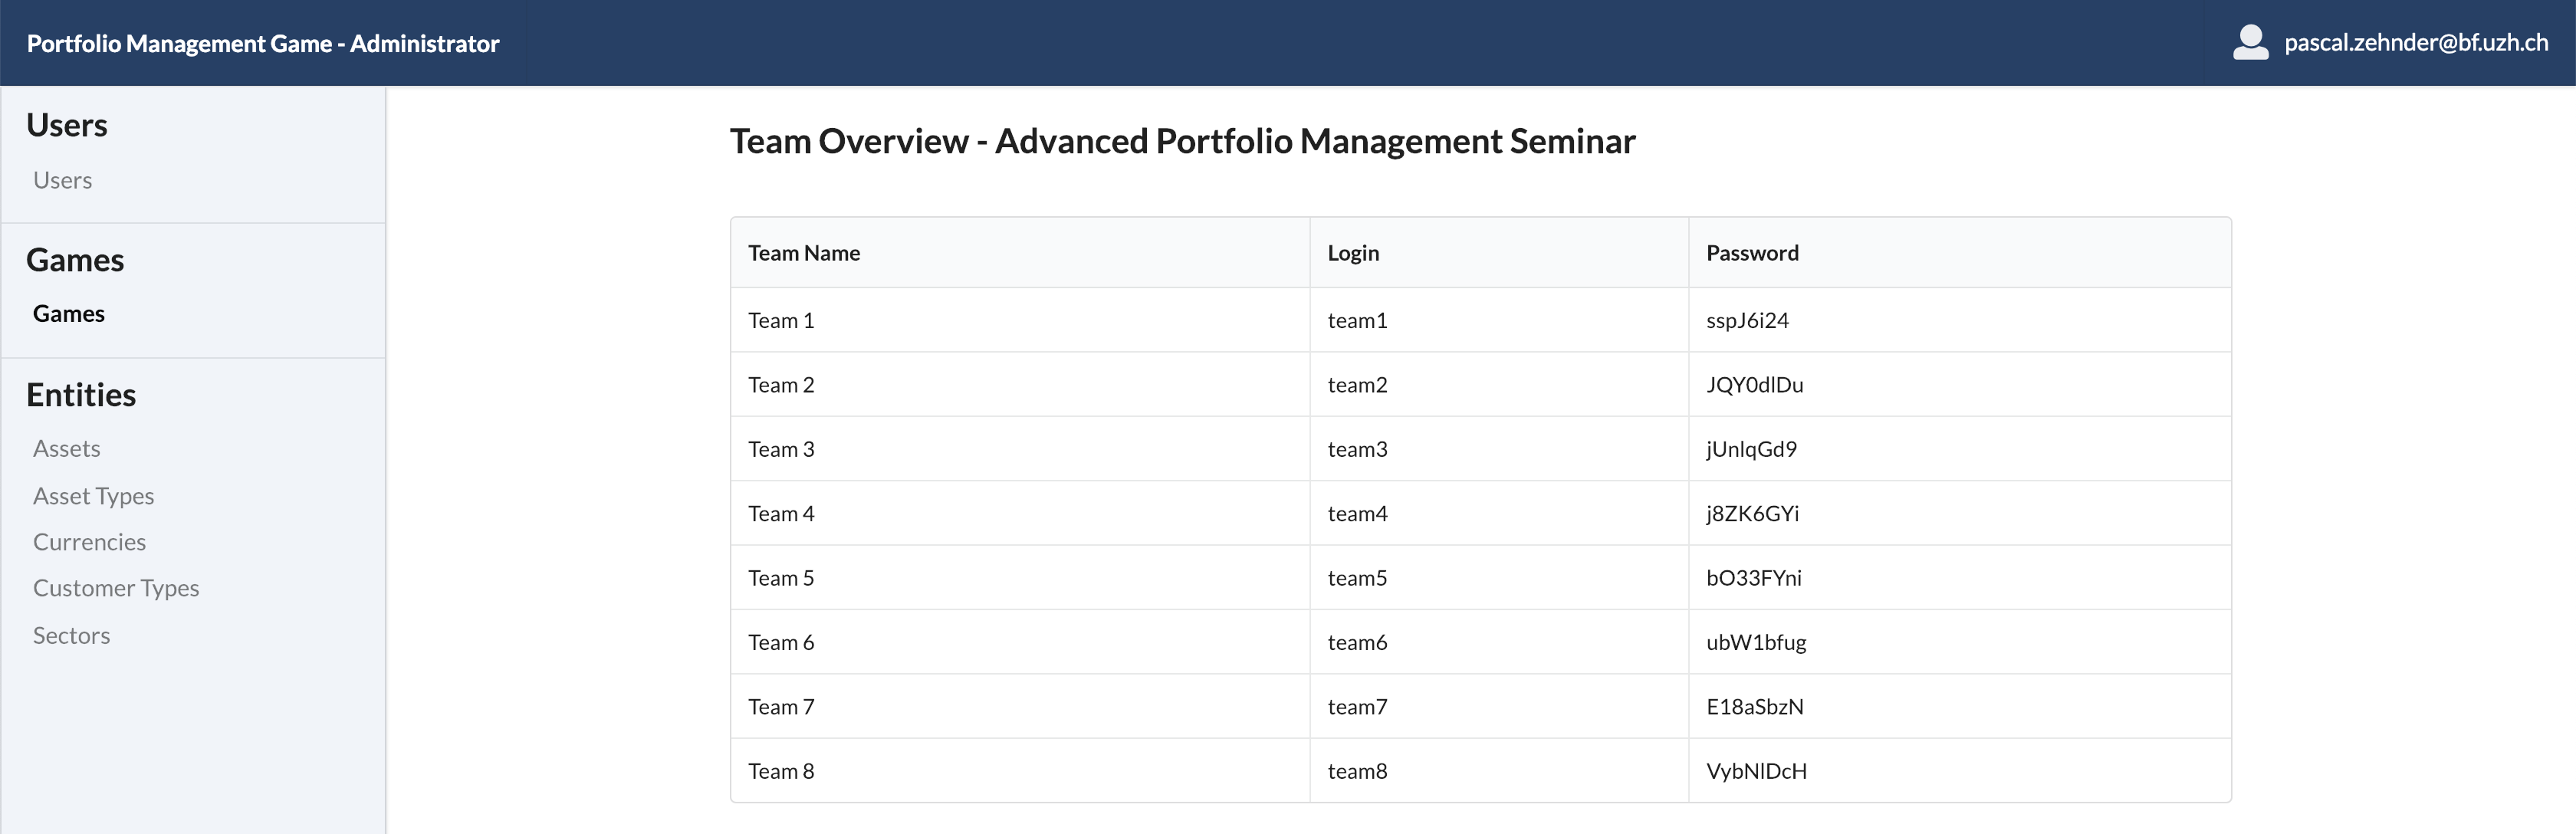 Portfolio Management Game - Administrator
pascal.zehnder@bf.uzh.ch
Users
Users
Games
Games
Entities
Assets
Asset Types
Currencies
Customer Types
Sectors
Team Overview - Advanced Portfolio Management Seminar
Team Name Login Password
Team 1 team1 sspJ6i24
Team 2 team2 JQY0dlDu
Team 3 team3 jUnlqGd9
Team 4 team4 j8ZK6GYi
Team 5 team5 bO33FYni
Team 6 team6 ubW1bfug
Team 7 team7 E18aSbzN
Team 8 team8 VybNlDcH